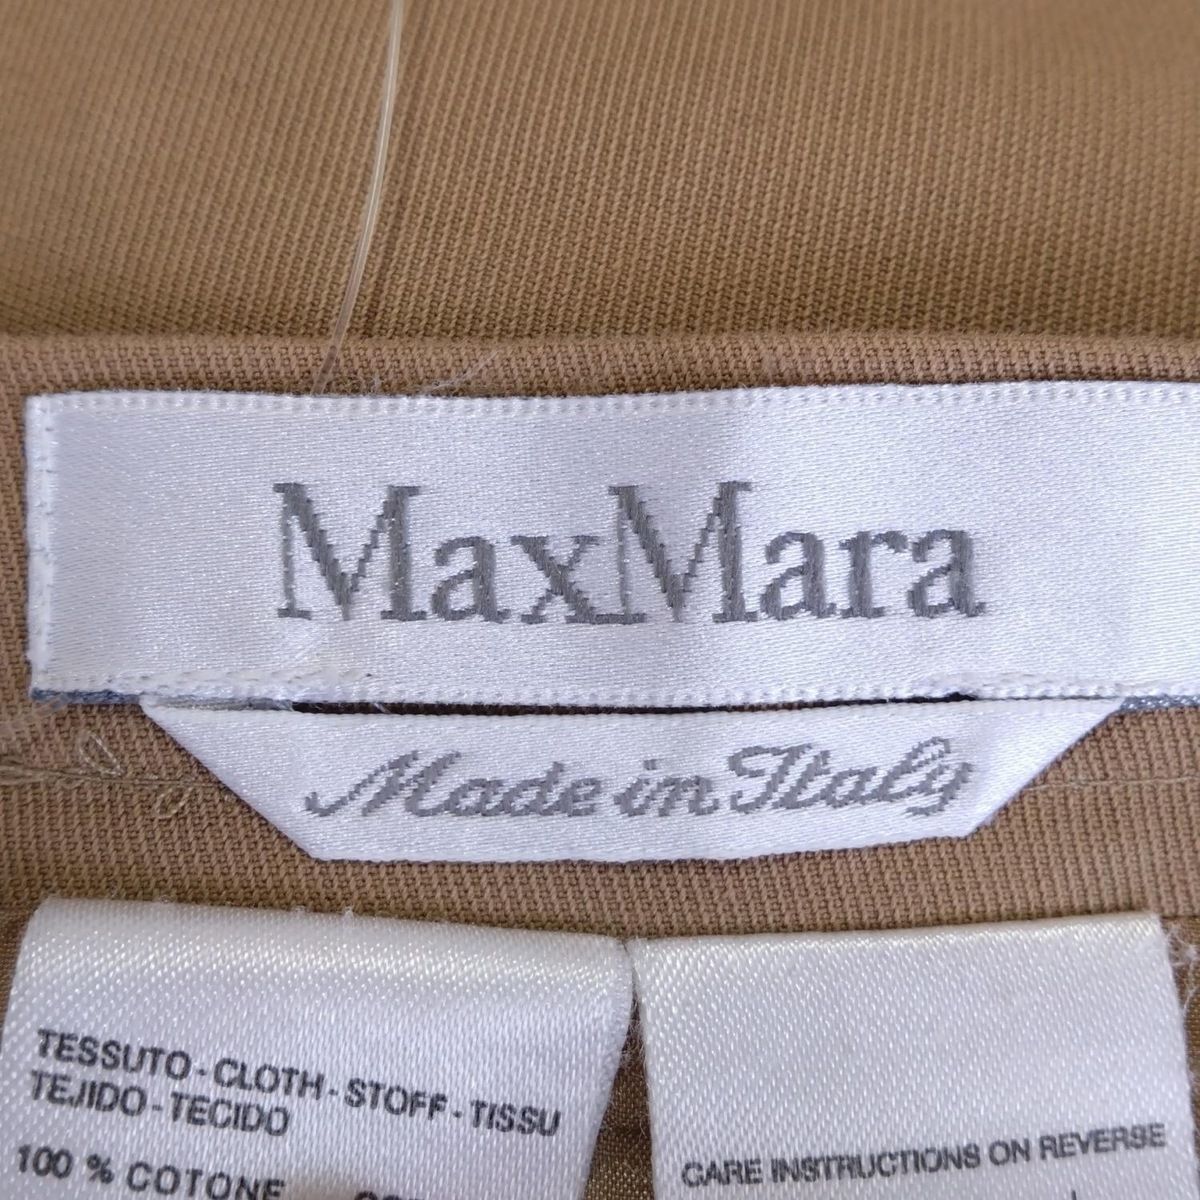 MaxMara
Made in Italy
TESSUTO - CLOTH - STOFF - TISSU
TEJIDO - TECIDO
100 % COTONE
CARE INSTRUCTIONS ON REVERSE